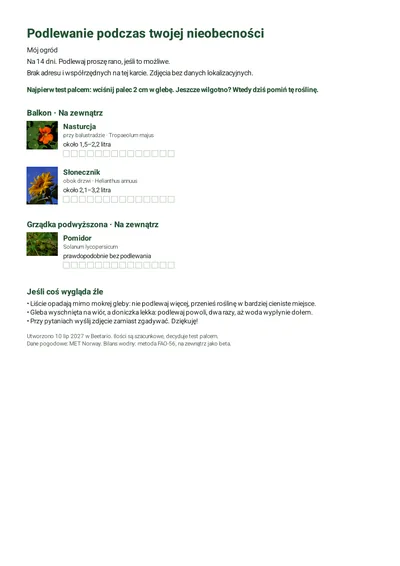 Podlewanie podczas twojej nieobecności
Mój ogród
Na 14 dni. Podlewaj proszę rano, jeśli to możliwe.
Brak adresu i współrzędnych na tej karcie. Zdjęcia bez danych lokalizacyjnych.
Najpierw test palcem: wciśnij palec 2 cm w glebę. Jeszcze wilgotno? Wtedy dziś pomiń tę roślinę.
Balkon · Na zewnątrz
Nasturcja
przy balustradzie · Tropaeolum majus
około 1,5–2,2 litra
Słonecznik
obok drzwi · Helianthus annuus
około 2,1–3,2 litra
Grządka podwyższona · Na zewnątrz
Pomidor
Solanum lycopersicum
prawdopodobnie bez podlewania
Jeśli coś wygląda źle
• Liście opadają mimo mokrej gleby: nie podlewaj więcej, przenieś roślinę w bardziej cieniste miejsce.
• Gleba wyschnięta na wiór, a doniczka lekka: podlewaj powoli, dwa razy, aż woda wypłynie dołem.
• Przy pytaniach wyślij zdjęcie zamiast zgadywać. Dziękuję!
Utworzono 10 lip 2027 w Beetario. Ilości są szacunkowe, decyduje test palcem.
Dane pogodowe: MET Norway. Bilans wodny: metoda FAO-56, na zewnątrz jako beta.